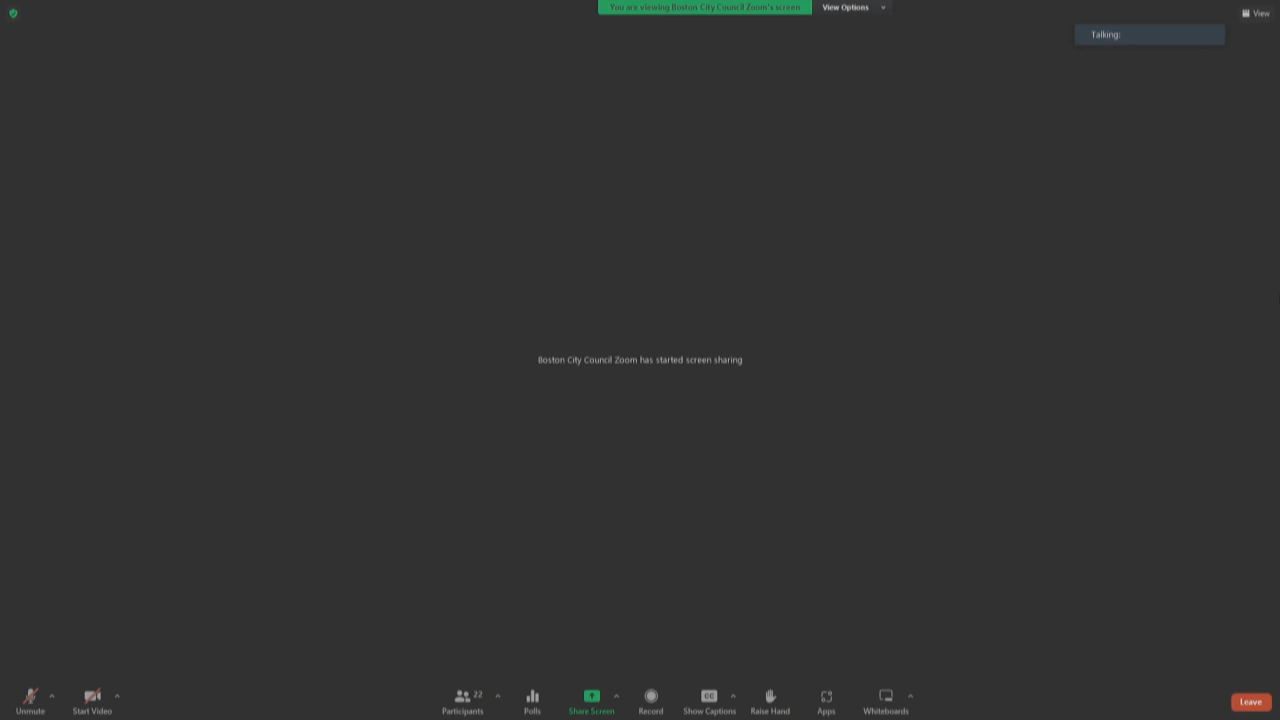 You are viewing Boston City Council Zoom's screen
View Options
View
Talking:
Boston City Council Zoom has started screen sharing
Unmute
Start Video
22
Participants
Polls
Share Screen
Record
CC
Show Captions
Raise Hand
Apps
Whiteboards
Leave